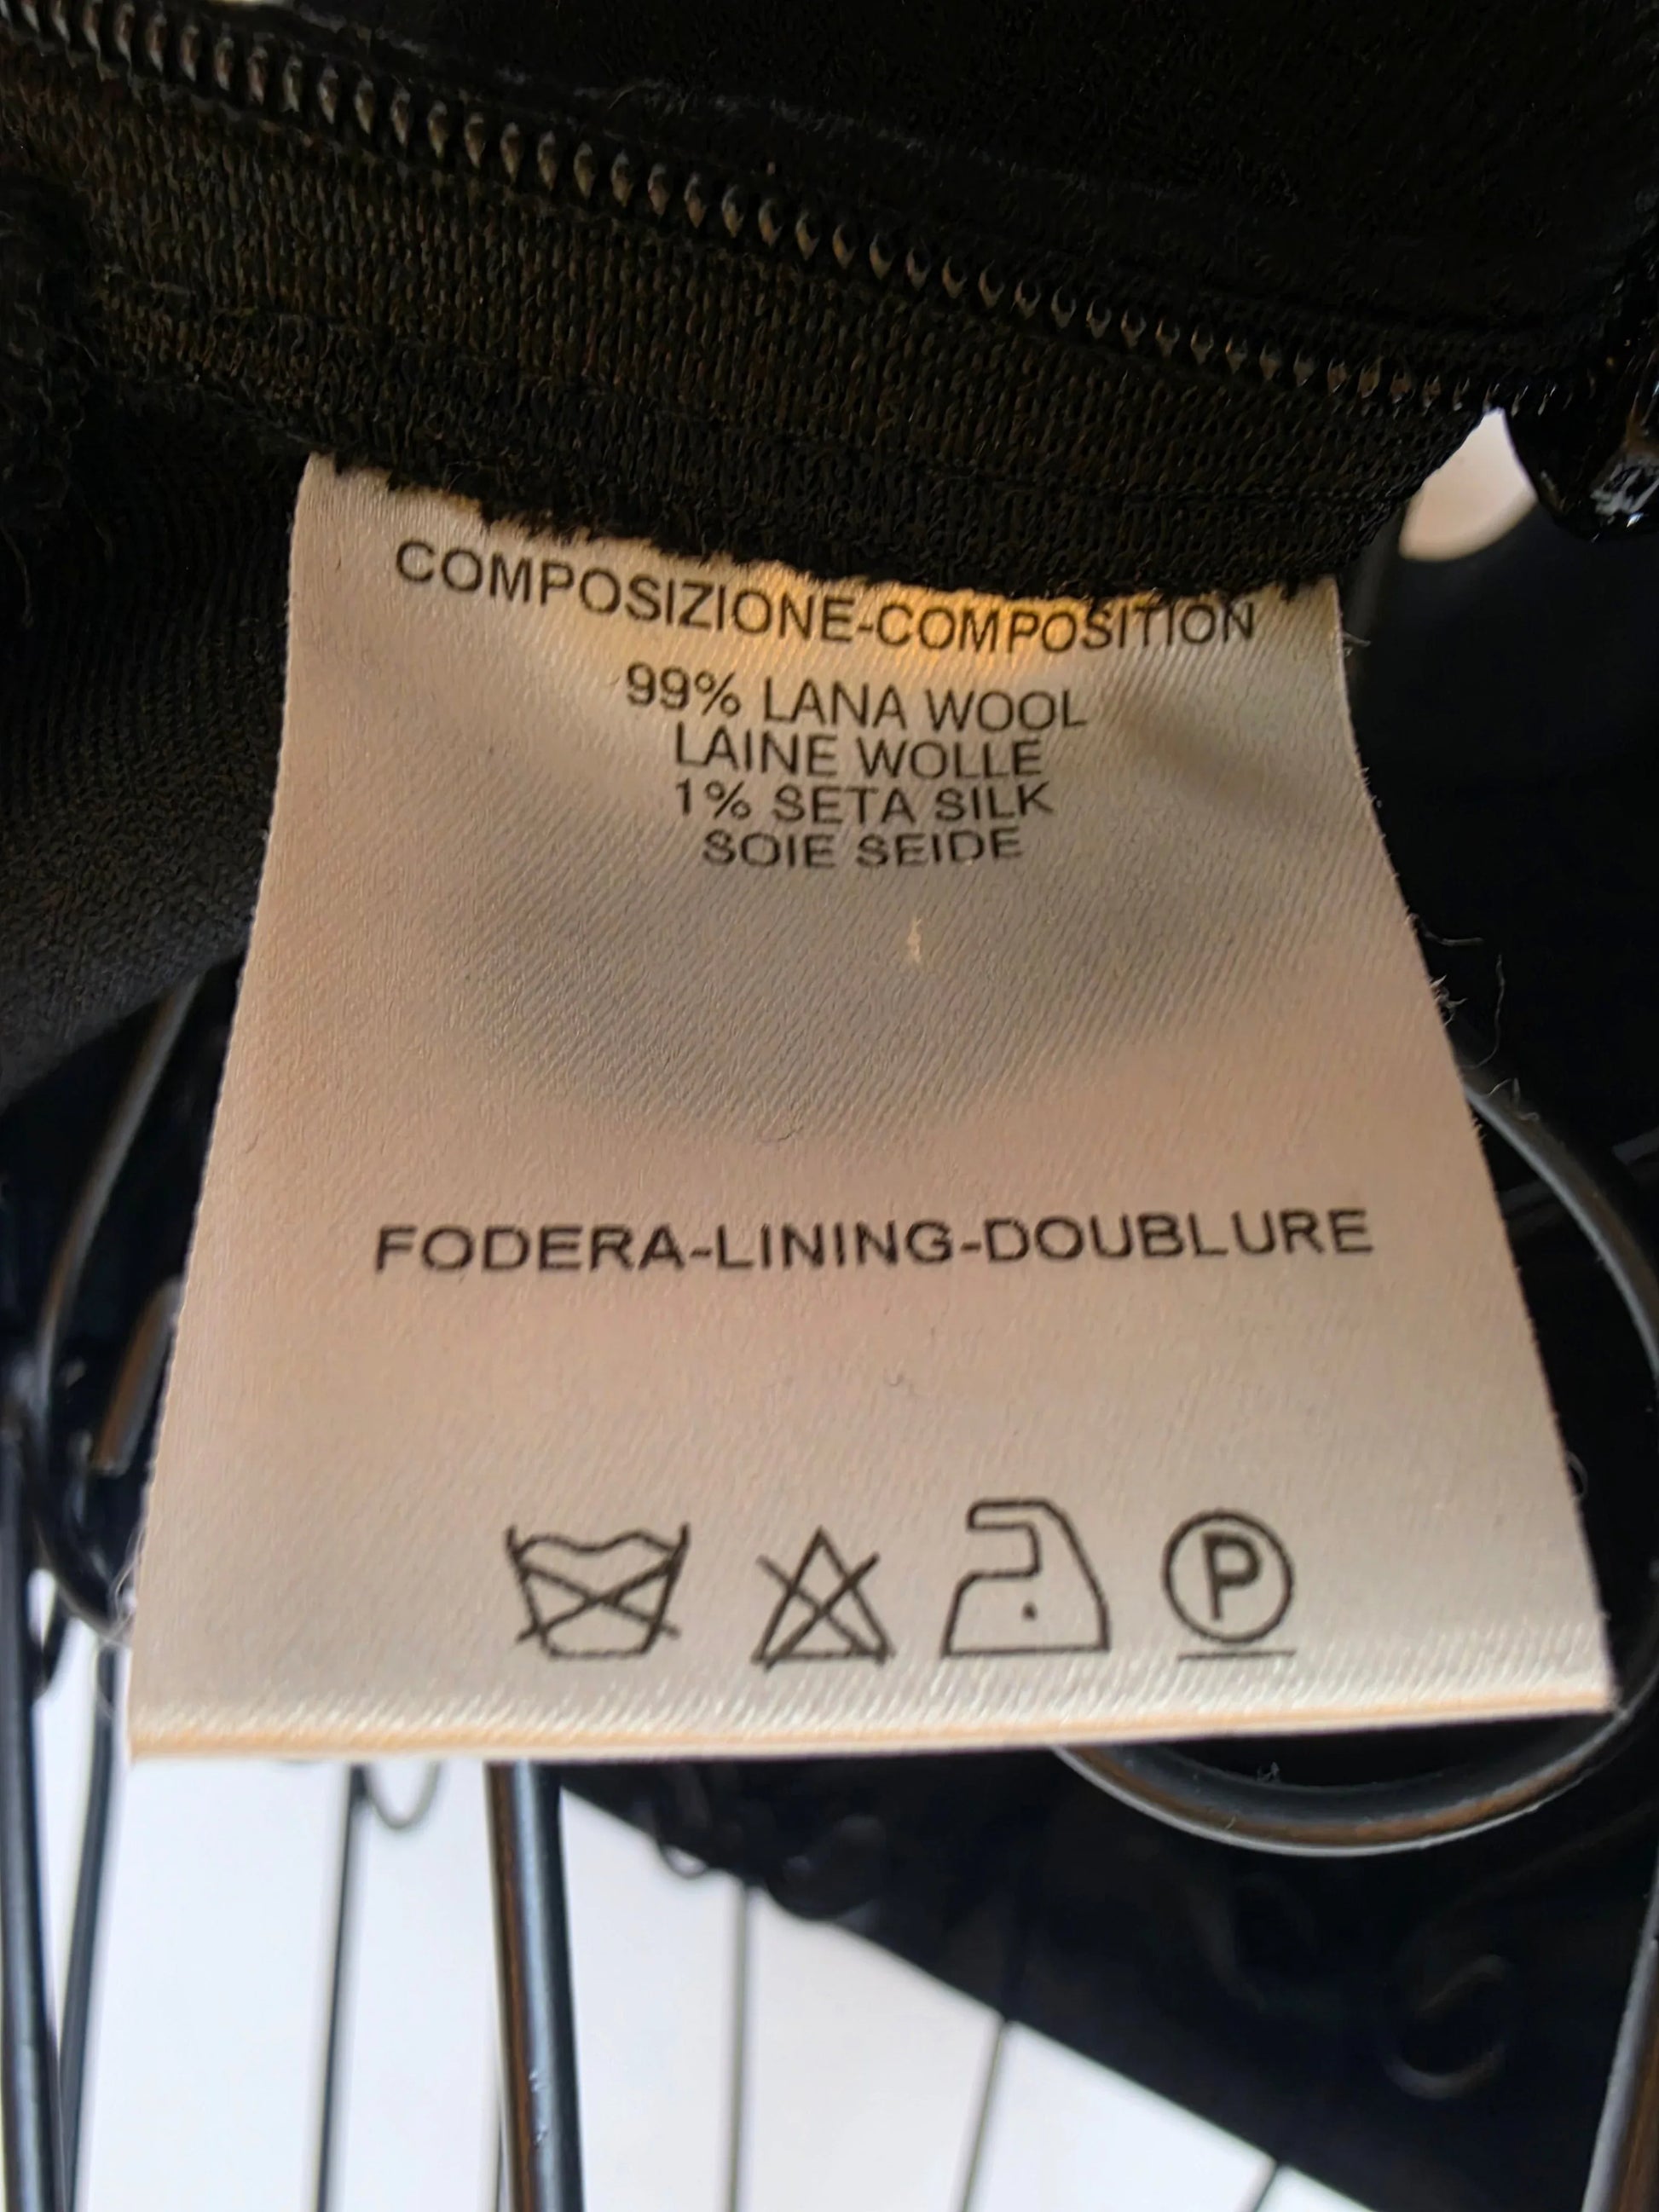 COMPOSIZIONE-COMPOSITION
99% LANA WOOL
LAINE WOLLE
1% SETA SILK
SOIE SEIDE
FODERA-LINING-DOUBLURE
P